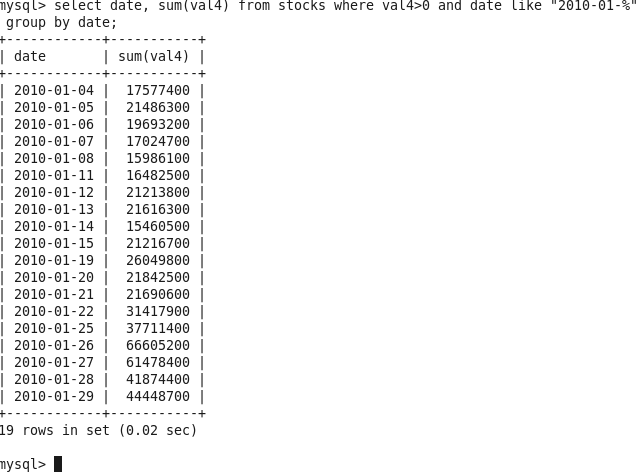 mysql> select date, sum(val4) from stocks where val4>0 and date like "2010-01-%"
group by date;
+------------+-----------+
| date       | sum(val4) |
+------------+-----------+
| 2010-01-04 |  17577400 |
| 2010-01-05 |  21486300 |
| 2010-01-06 |  19693200 |
| 2010-01-07 |  17024700 |
| 2010-01-08 |  15986100 |
| 2010-01-11 |  16482500 |
| 2010-01-12 |  21213800 |
| 2010-01-13 |  21616300 |
| 2010-01-14 |  15460500 |
| 2010-01-15 |  21216700 |
| 2010-01-19 |  26049800 |
| 2010-01-20 |  21842500 |
| 2010-01-21 |  21690600 |
| 2010-01-22 |  31417900 |
| 2010-01-25 |  37711400 |
| 2010-01-26 |  66605200 |
| 2010-01-27 |  61478400 |
| 2010-01-28 |  41874400 |
| 2010-01-29 |  44448700 |
+------------+-----------+
19 rows in set (0.02 sec)
mysql>